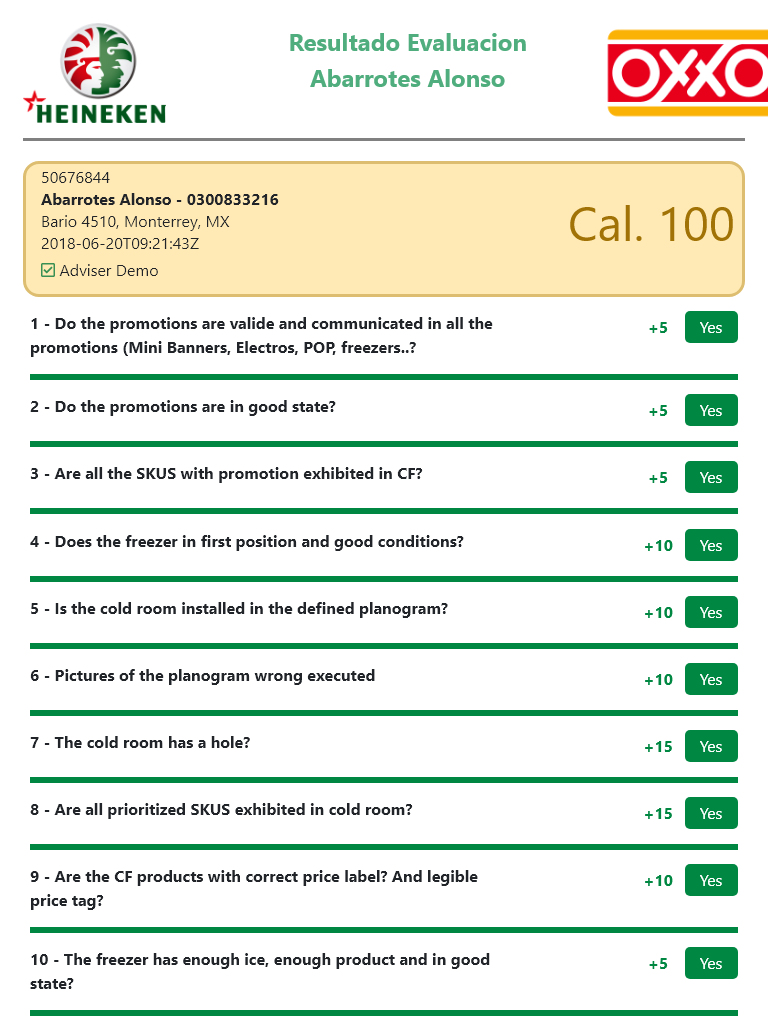 HEINEKEN
Resultado Evaluacion
Abarrotes Alonso
OXXO
50676844
Abarrotes Alonso - 0300833216
Bario 4510, Monterrey, MX
2018-06-20T09:21:43Z
Adviser Demo
Cal. 100
1 - Do the promotions are valide and communicated in all the
promotions (Mini Banners, Electros, POP, freezers..?
+5 Yes
2 - Do the promotions are in good state?
+5 Yes
3 - Are all the SKUS with promotion exhibited in CF?
+5 Yes
4 - Does the freezer in first position and good conditions?
+10 Yes
5 - Is the cold room installed in the defined planogram?
+10 Yes
6 - Pictures of the planogram wrong executed
+10 Yes
7 - The cold room has a hole?
+15 Yes
8 - Are all prioritized SKUS exhibited in cold room?
+15 Yes
9 - Are the CF products with correct price label? And legible
price tag?
+10 Yes
10 - The freezer has enough ice, enough product and in good
state?
+5 Yes